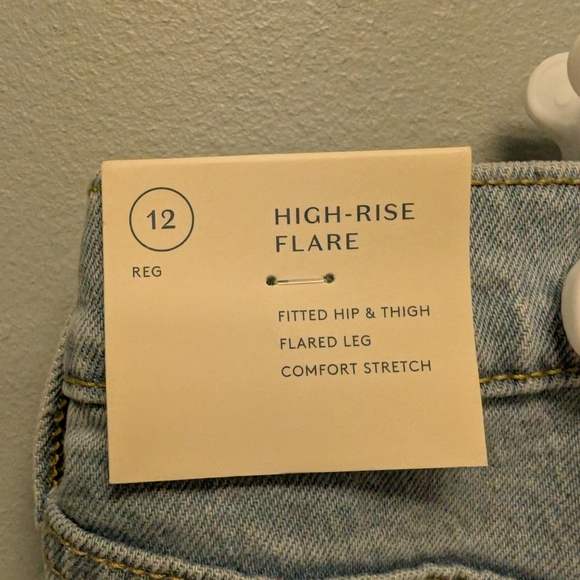 12
REG
HIGH-RISE
FLARE
FITTED HIP & THIGH
FLARED LEG
COMFORT STRETCH